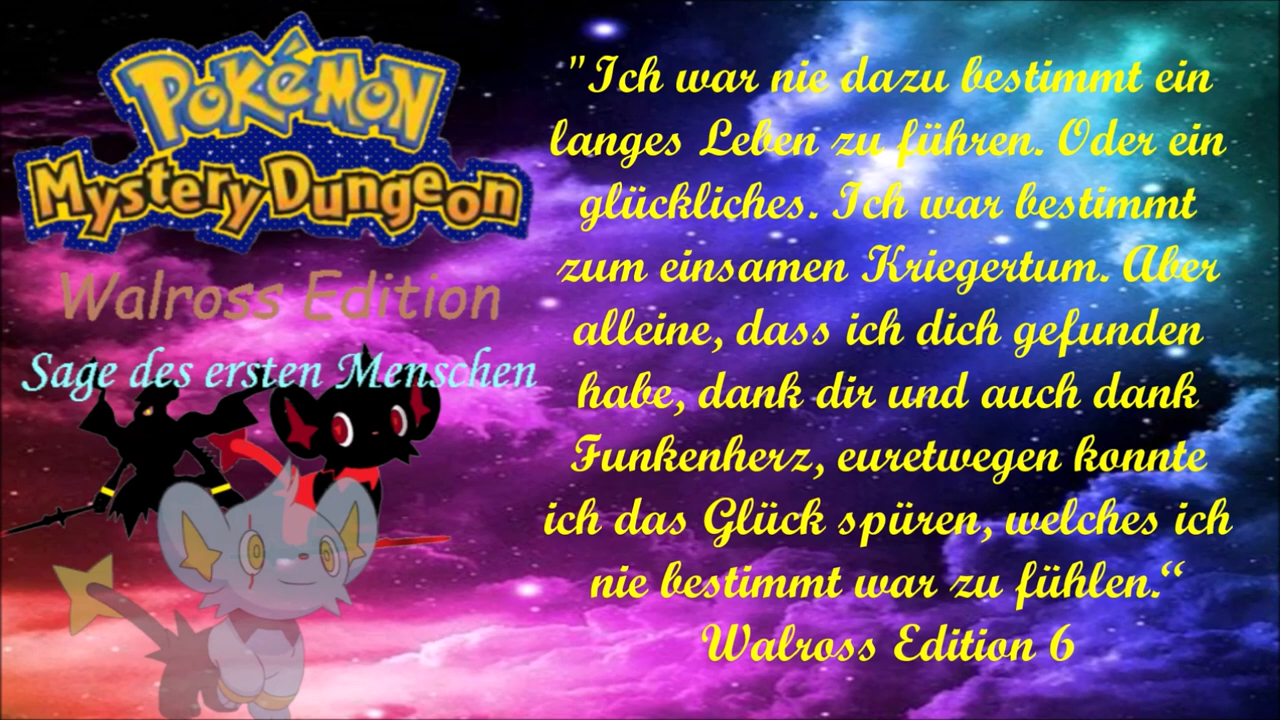 POKéMON
Mystery Dungeon
Walross Edition
Sage des ersten Menschen
"Ich war nie dazu bestimmt ein
langes Leben zu führen. Oder ein
glückliches. Ich war bestimmt
zum einsamen Kriegertum. Aber
alleine, dass ich dich gefunden
habe, dank dir und auch dank
Funkenherz, euretwegen konnte
ich das Glück spüren, welches ich
nie bestimmt war zu fühlen.“
Walross Edition 6